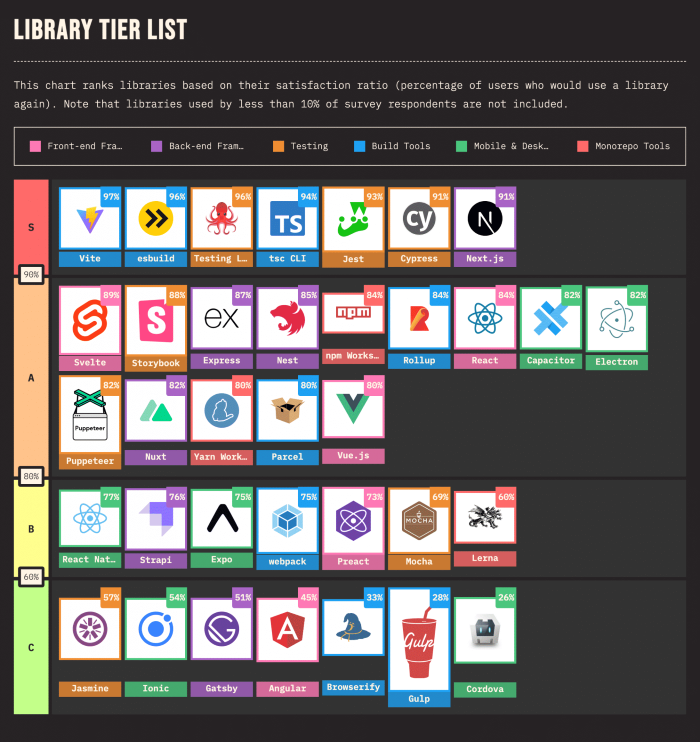 LIBRARY TIER LIST
This chart ranks libraries based on their satisfaction ratio (percentage of users who would use a library
again). Note that libraries used by less than 10% of survey respondents are not included.
Front-end Fra… Back-end Fram… Testing Build Tools Mobile & Desk… Monorepo Tools
S
97% 96% 96% 94% 93% 91% 91%
TS cy N
Vite esbuild Testing L… tsc CLI Jest Cypress Next.js
90%
A
89% 88% 87% 85% 84% 84% 84% 82% 82%
S ex npm R
Svelte Storybook Express Nest npm Works… Rollup React Capacitor Electron
82% 82% 80% 80% 80%
Puppeteer
Puppeteer Nuxt Yarn Work… Parcel Vue.js
80%
B
77% 76% 75% 75% 73% 69% 60%
MOCHA
React Nat… Strapi Expo webpack Preact Mocha Lerna
60%
C
57% 54% 51% 45% 33% 28% 26%
G A Gulp
Jasmine Ionic Gatsby Angular Browserify Gulp Cordova